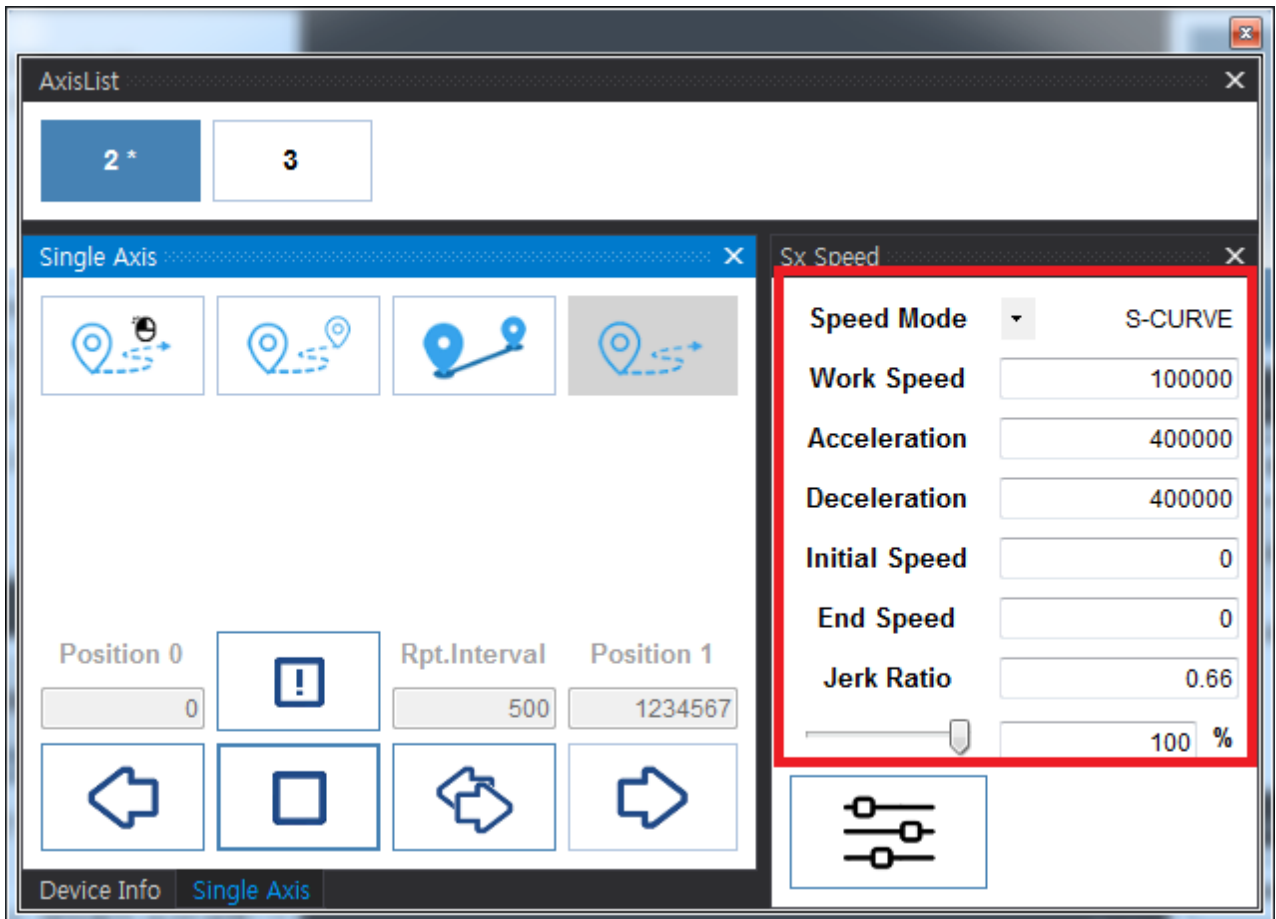 AxisList
2 *
3
Single Axis
Sx Speed
Speed Mode S-CURVE
Work Speed 100000
Acceleration 400000
Deceleration 400000
Initial Speed 0
End Speed 0
Jerk Ratio 0.66
100 %
Position 0 Rpt.Interval Position 1
0 500 1234567
Device Info Single Axis